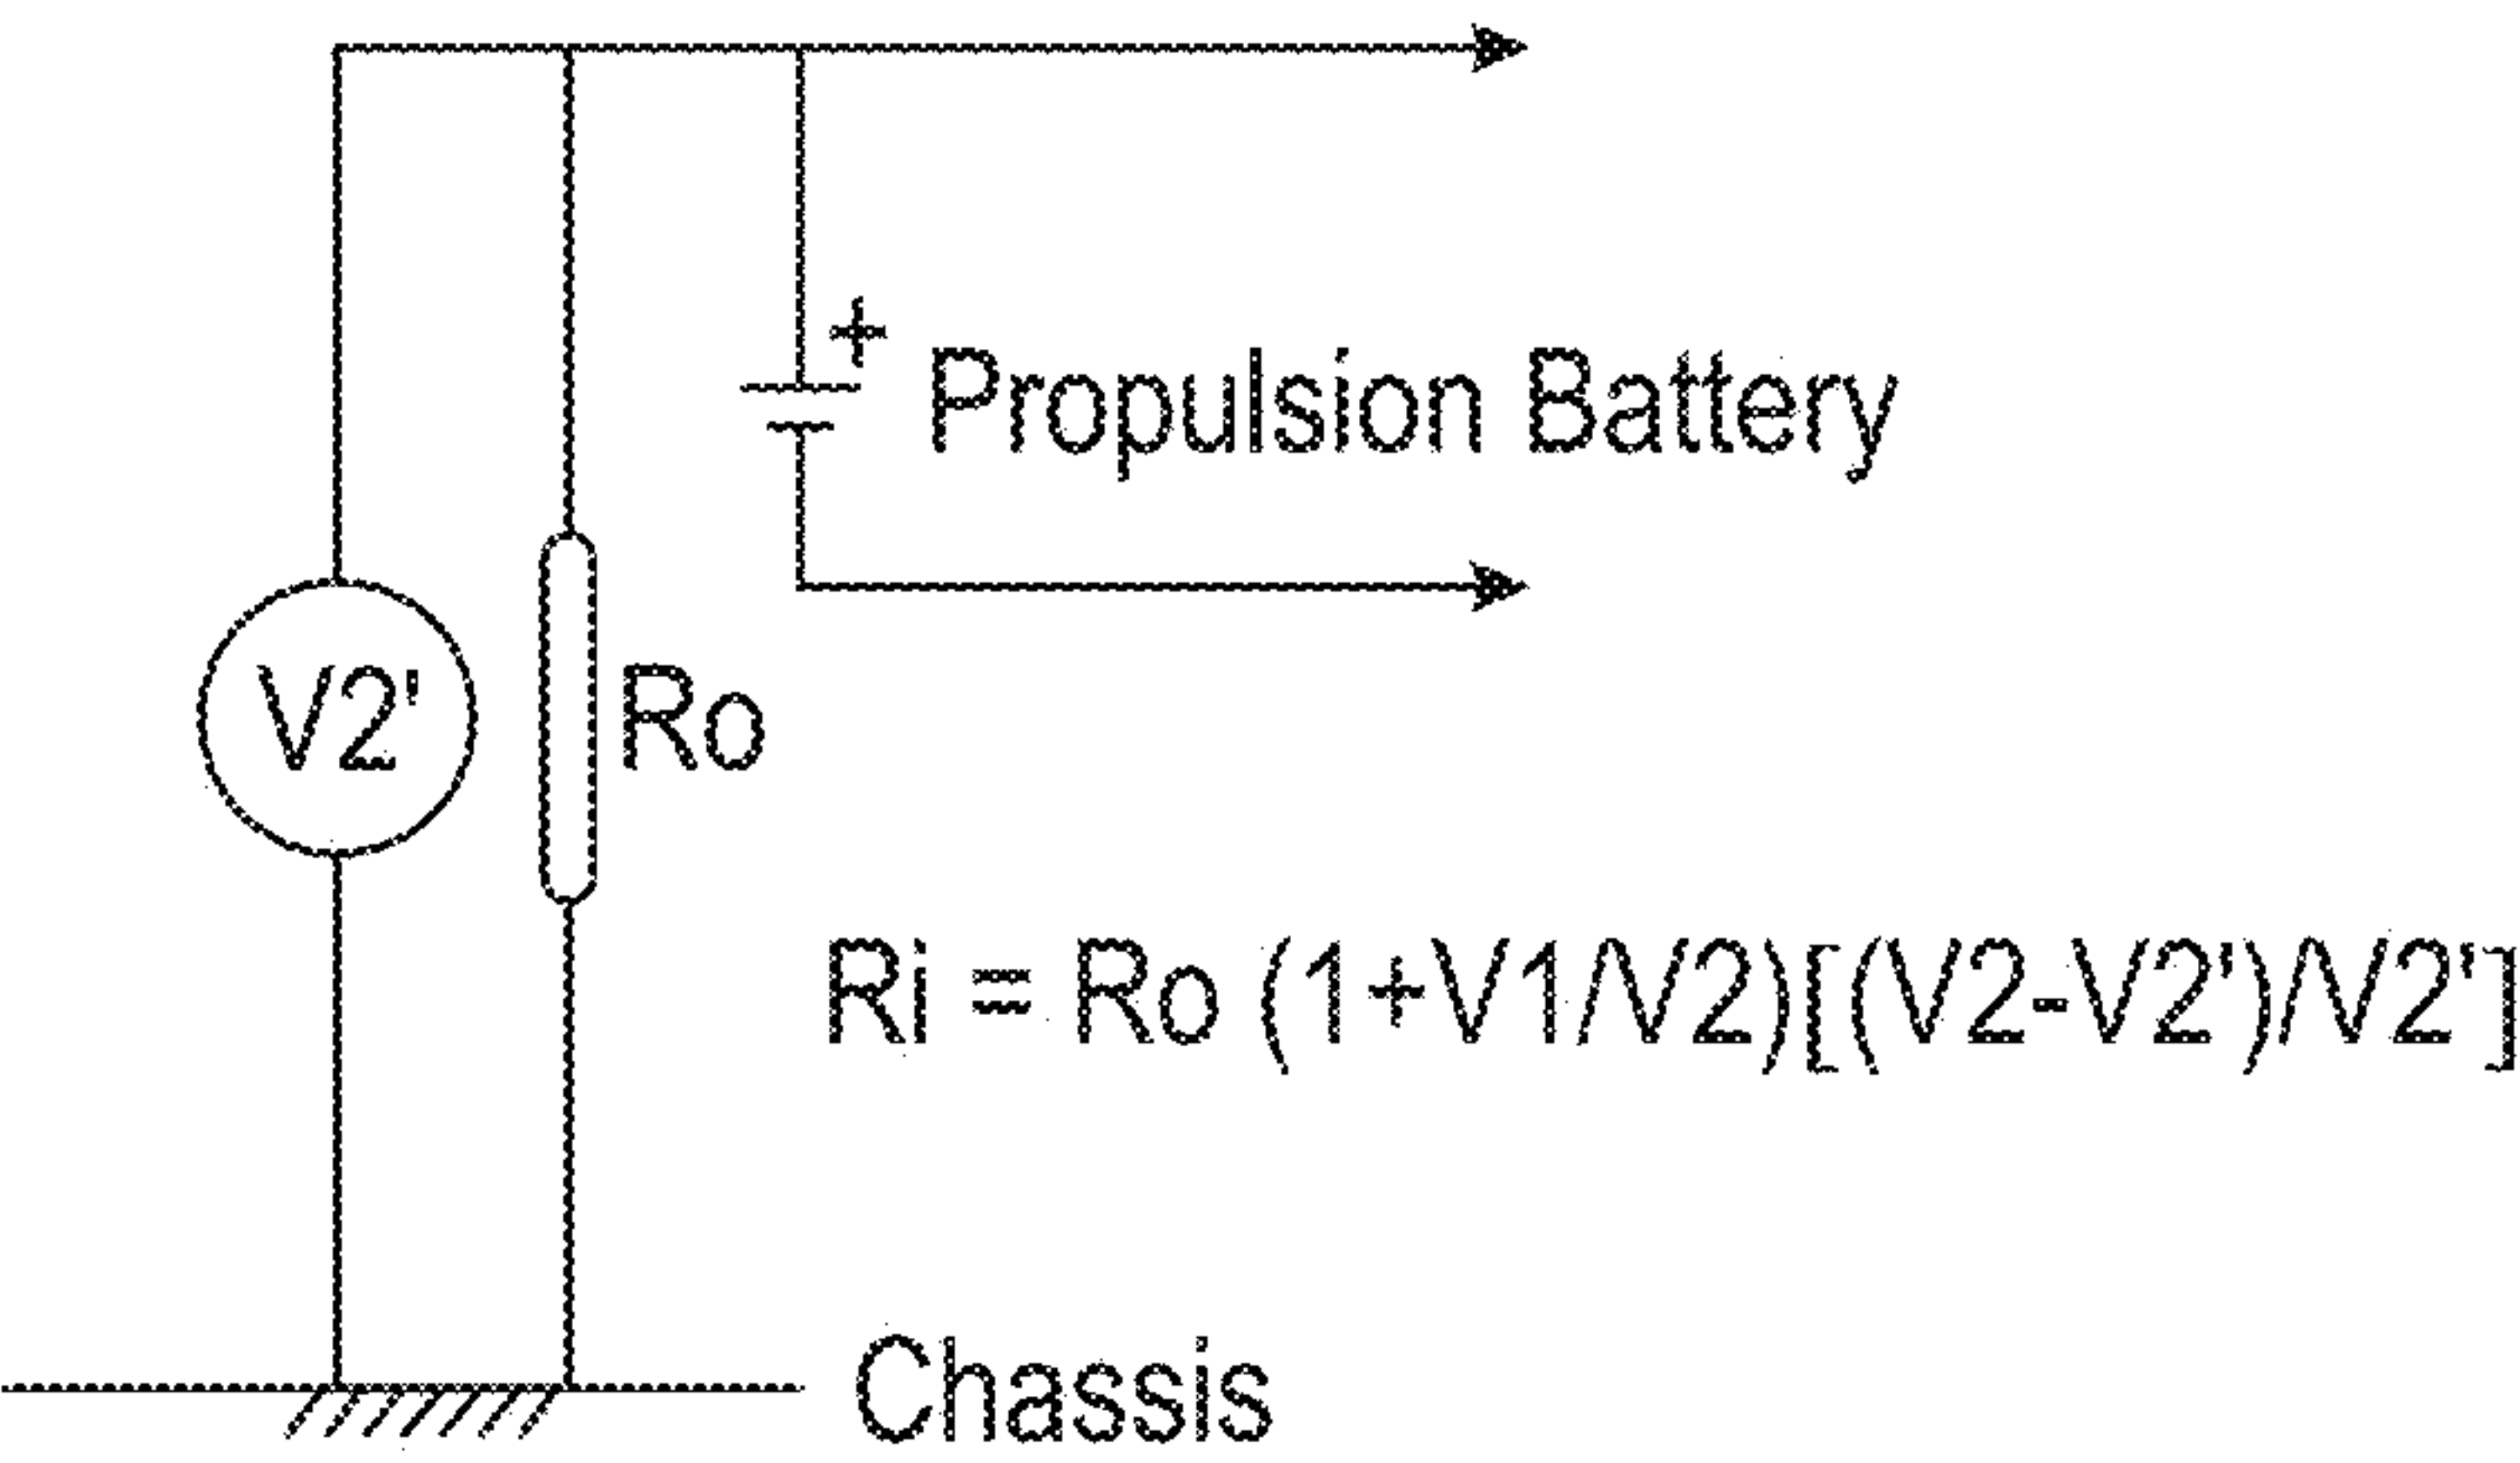 +
Propulsion Battery
V2'
Ro
Ri = Ro (1+V1/V2)[(V2-V2')/V2']
Chassis